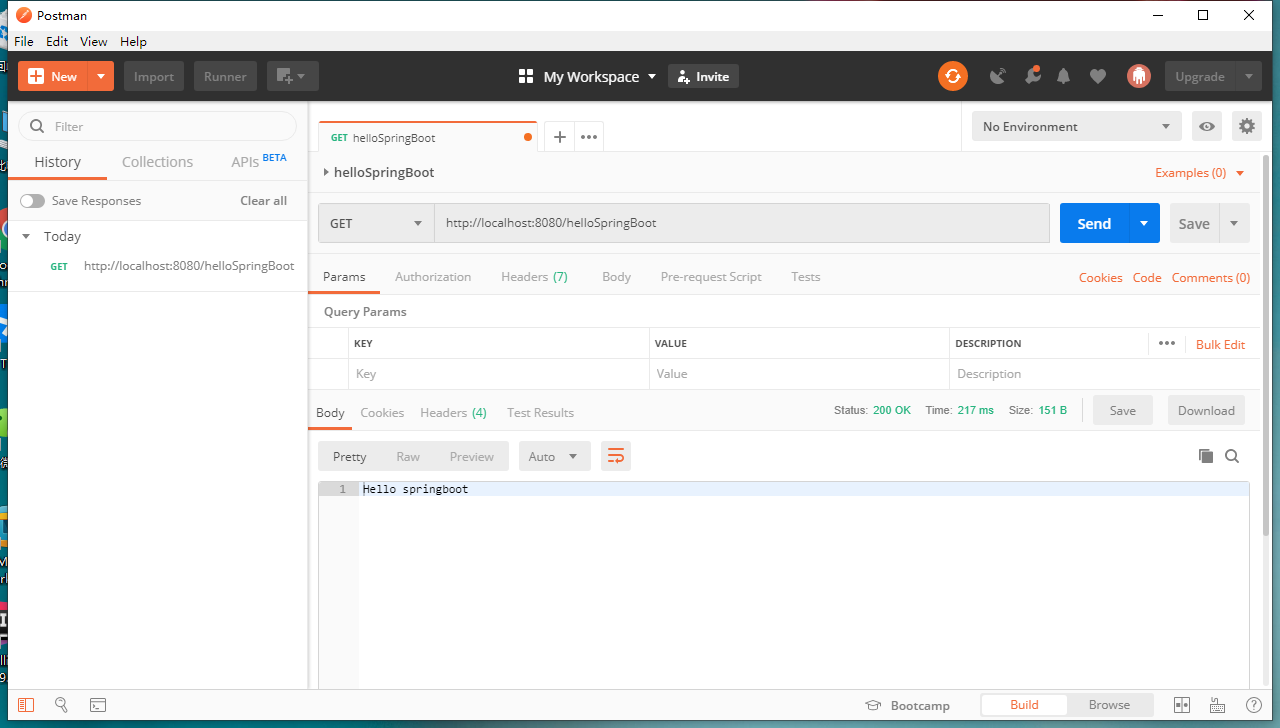 Postman
File Edit View Help
New Import Runner My Workspace Invite Upgrade
Filter
History Collections APIs BETA
Save Responses Clear all
Today
GET http://localhost:8080/helloSpringBoot
GET helloSpringBoot
No Environment
helloSpringBoot Examples (0)
GET http://localhost:8080/helloSpringBoot Send Save
Params Authorization Headers (7) Body Pre-request Script Tests Cookies Code Comments (0)
Query Params
KEY VALUE DESCRIPTION ••• Bulk Edit
Key Value Description
Body Cookies Headers (4) Test Results Status: 200 OK Time: 217 ms Size: 151 B Save Download
Pretty Raw Preview Auto
1 Hello springboot
Bootcamp Build Browse